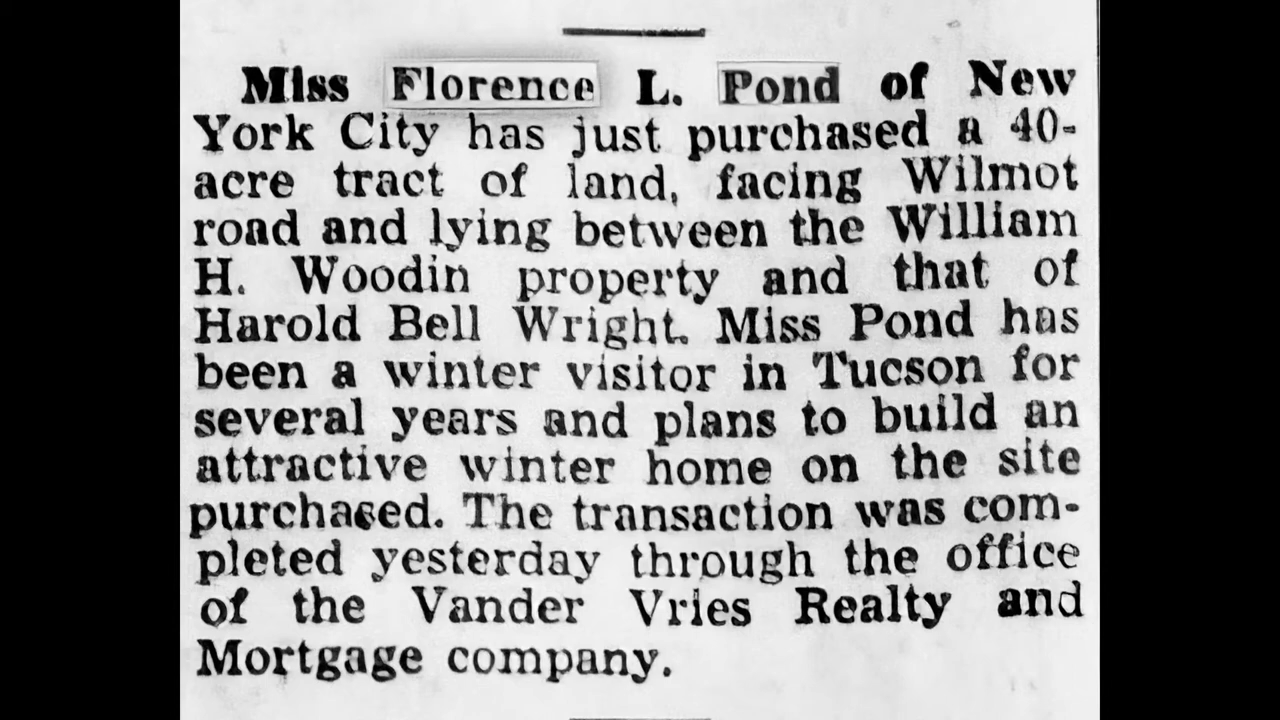 Miss Florence L. Pond of New
York City has just purchased a 40-
acre tract of land, facing Wilmot
road and lying between the William
H. Woodin property and that of
Harold Bell Wright. Miss Pond has
been a winter visitor in Tucson for
several years and plans to build an
attractive winter home on the site
purchased. The transaction was com-
pleted yesterday through the office
of the Vander Vries Realty and
Mortgage company.